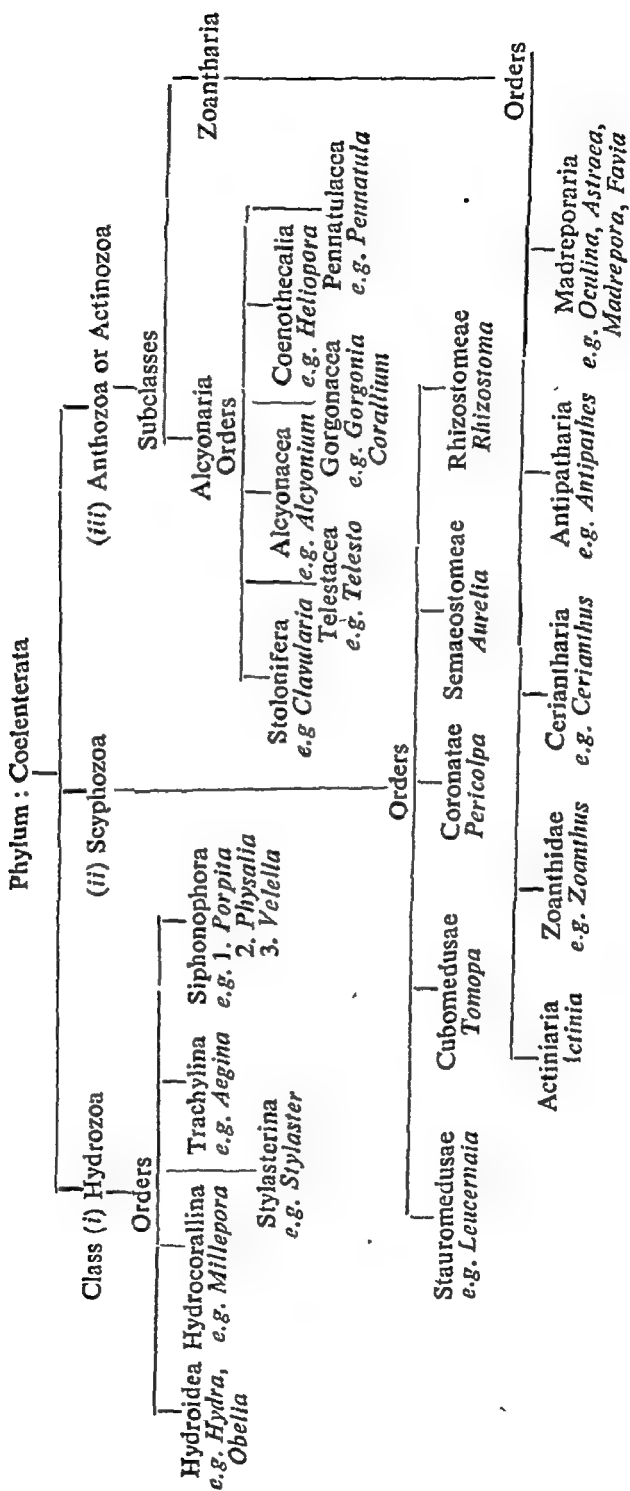 Phylum : Coelenterata
Class (i) Hydrozoa
Orders
Hydroidea
e.g. Hydra,
Obelia
Hydrocorallina
e.g. Millepora
Stylasterina
e.g. Stylaster
Trachylina
e.g. Aegina
Siphonophora
e.g. 1. Porpita
2. Physalia
3. Velella
(ii) Scyphozoa
Orders
Stauromedusae
e.g. Leucernaia
Cubomedusae
Tomopa
Coronatae
Pericolpa
Semaeostomeae
Aurelia
Rhizostomeae
Rhizostoma
(iii) Anthozoa or Actinozoa
Subclasses
Alcyonaria
Orders
Stolonifera
e.g Clavularia
Telestacea
e.g. Telesto
Alcyonacea
e.g. Alcyonium
Gorgonacea
e.g. Gorgonia
Corallium
Coenothecalia
e.g. Heliopora
Pennatulacca
e.g. Pennatula
Zoantharia
Orders
Actiniaria
Ictinia
Zoanthidae
e.g. Zoanthus
Ceriantharia
e.g. Cerianthus
Antipatharia
e.g. Antipathes
Madreporaria
e.g. Oculina, Astraea,
Madrepora, Favia